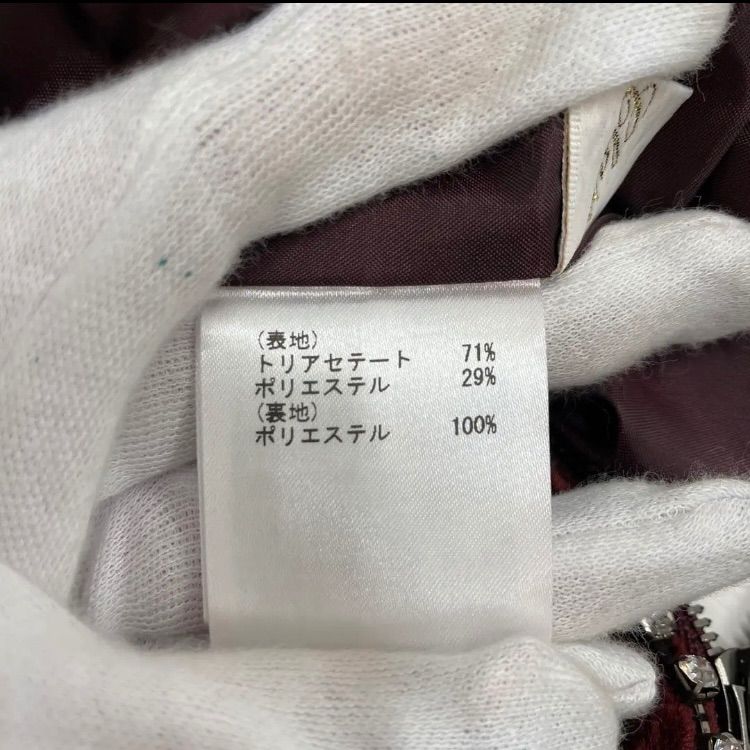 (表地)
トリアセテート 71%
ポリエステル 29%
(裏地)
ポリエステル 100%